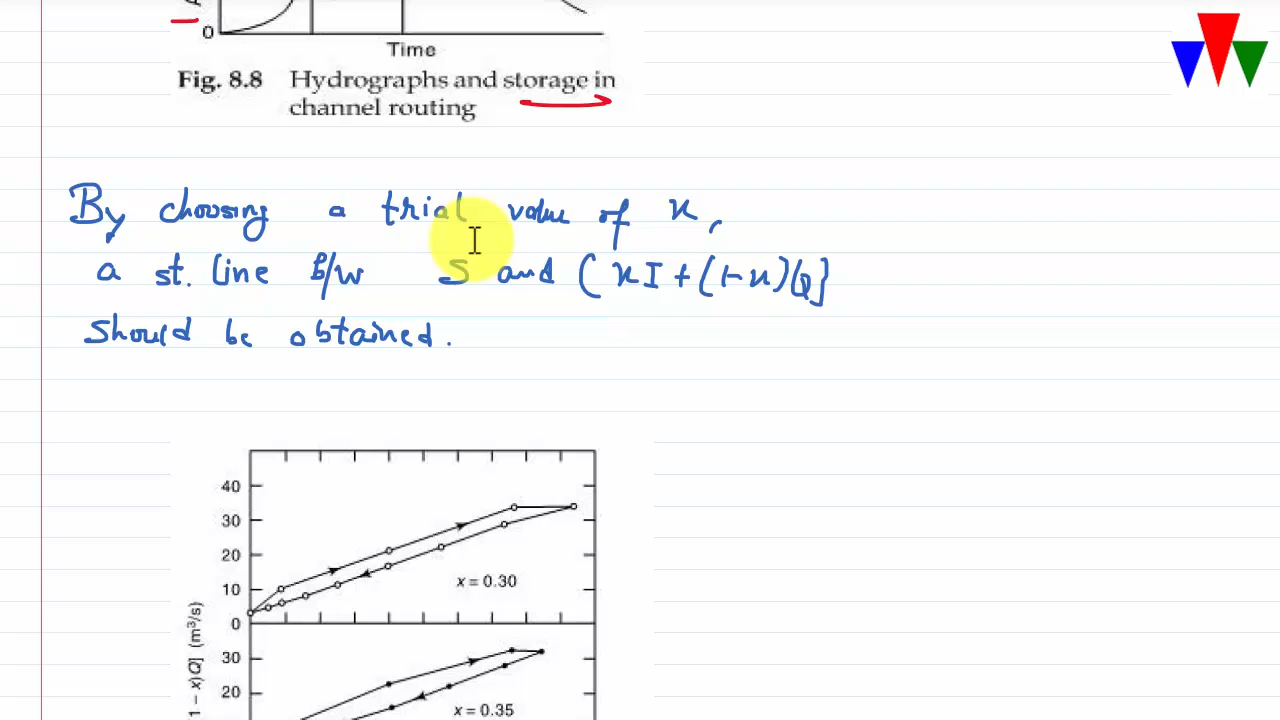 0
Time
Fig. 8.8 Hydrographs and storage in
channel routing
By choosing a trial value of x,
a st. line b/w S and (xI + (1-x)Q]
should be obtained.
40
30
20
10
0
x = 0.30
30
20
x = 0.35
1 – x)Q] (m³/s)